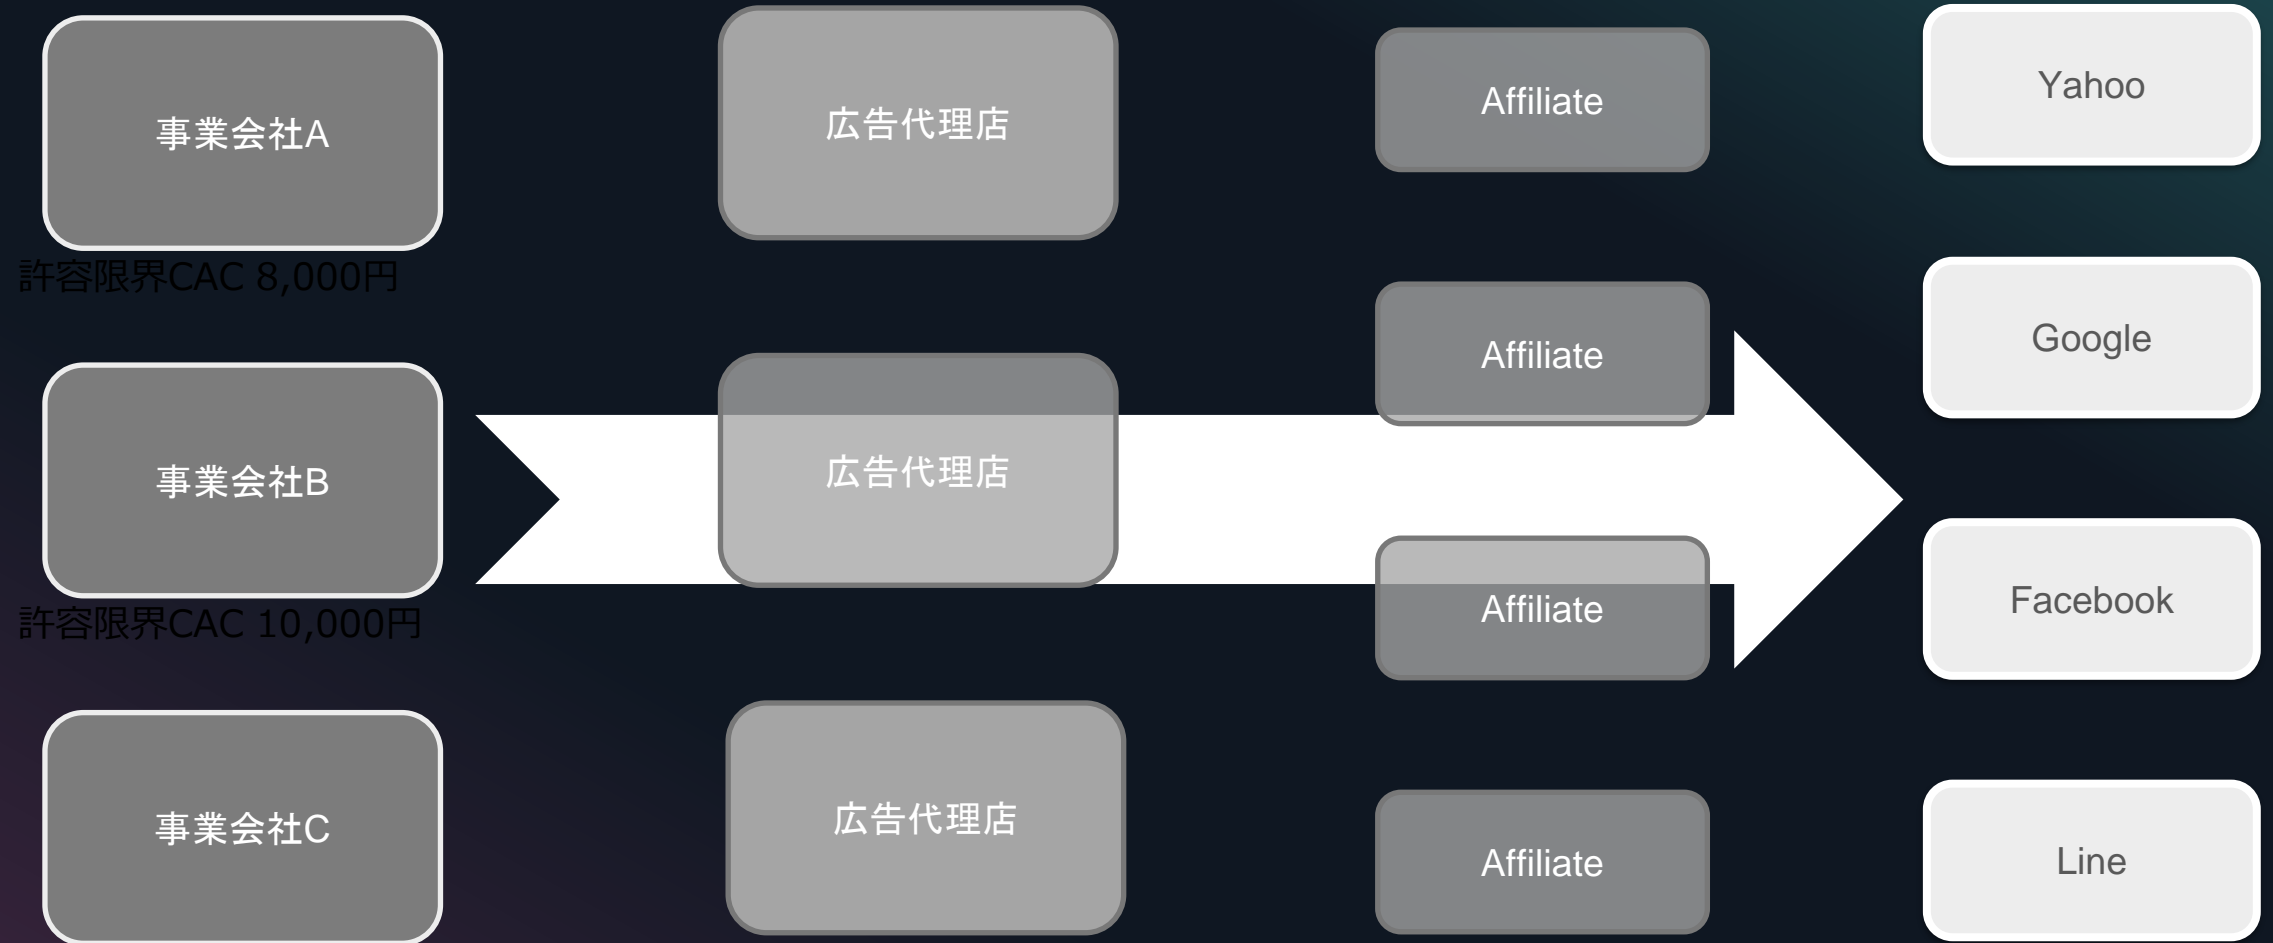 事業会社A
広告代理店
Affiliate
Yahoo
許容限界CAC 8,000円
Affiliate
Google
事業会社B
広告代理店
Affiliate
Facebook
許容限界CAC 10,000円
事業会社C
広告代理店
Affiliate
Line